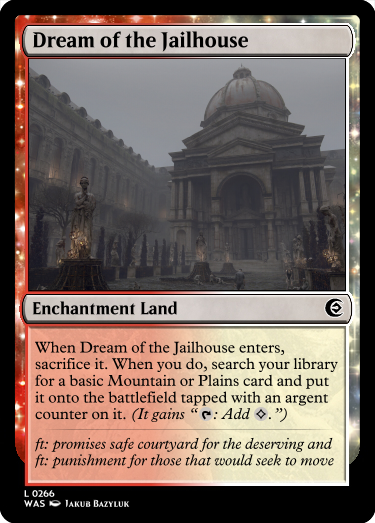 Dream of the Jailhouse
Enchantment Land
When Dream of the Jailhouse enters,
sacrifice it. When you do, search your library
for a basic Mountain or Plains card and put
it onto the battlefield tapped with an argent
counter on it. (It gains “: Add .”)
ft: promises safe courtyard for the deserving and
ft: punishment for those that would seek to move
L 0266
WAS Jakub Bazyluk